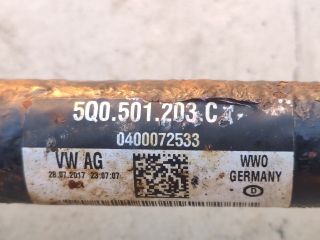 5Q0.501.203 C
0400072533
VW AG
28.07.2017 23:07:07
WWO
GERMANY
D